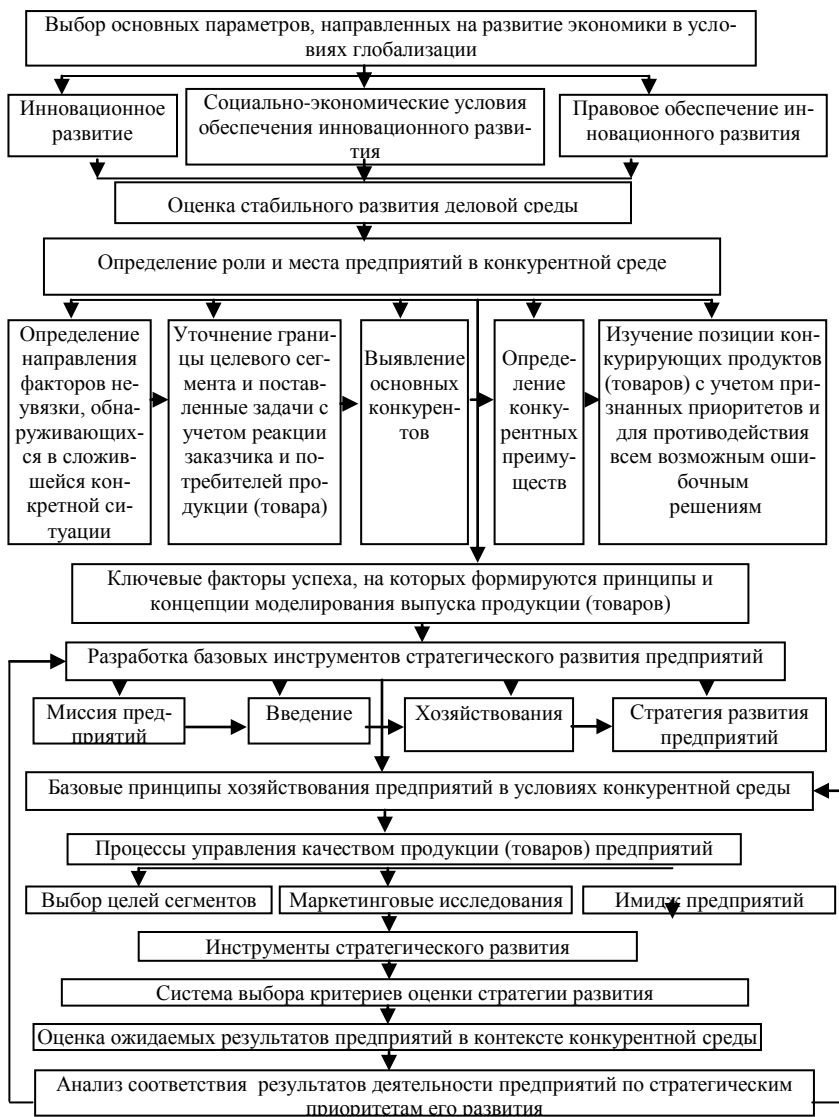 Выбор основных параметров, направленных на развитие экономики в усло-
виях глобализации
Инновационное
развитие
Социально-экономические условия
обеспечения инновационного разви-
тия
Правовое обеспечение ин-
новационного развития
Оценка стабильного развития деловой среды
Определение роли и места предприятий в конкурентной среде
Определение
направления
факторов не-
увязки, обна-
руживающих-
ся в сложив-
шейся кон-
кретной си-
туации
Уточнение грани-
цы целевого сег-
мента и постав-
ленные задачи с
учетом реакции
заказчика и по-
требителей про-
дукции (товара)
Выявление
основных
конкурен-
тов
Опреде-
ление
конку-
рентных
преиму-
ществ
Изучение позиции кон-
курирующих продуктов
(товаров) с учетом при-
знанных приоритетов и
для противодействия
всем возможным оши-
бочным
решениям
Ключевые факторы успеха, на которых формируются принципы и
концепции моделирования выпуска продукции (товаров)
Разработка базовых инструментов стратегического развития предприятий
Миссия пред-
приятий
Введение
Хозяйствования
Стратегия развития
предприятий
Базовые принципы хозяйствования предприятий в условиях конкурентной среды
Процессы управления качеством продукции (товаров) предприятий
Выбор целей сегментов
Маркетинговые исследования
Имидж предприятий
Инструменты стратегического развития
Система выбора критериев оценки стратегии развития
Оценка ожидаемых результатов предприятий в контексте конкурентной среды
Анализ соответствия результатов деятельности предприятий по стратегическим
приоритетам его развития